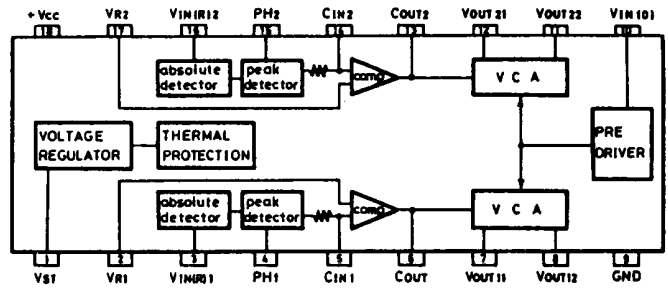 +VCC VR2 VIN(R)2 PH2 CIN2 COUT2 VOUT21 VOUT22 VIN(O)
18 17 16 15 14 13 12 11 10
absolute detector
peak detector
comp
V C A
VOLTAGE REGULATOR
THERMAL PROTECTION
PRE DRIVER
absolute detector
peak detector
comp
V C A
1 2 3 4 5 6 7 8 9
VST VR1 VIN(R)1 PH1 CIN1 COUT VOUT11 VOUT12 GND